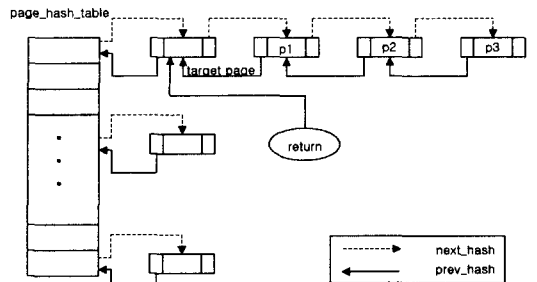 page_hash_table
p1
p2
p3
target page
return
next_hash
prev_hash